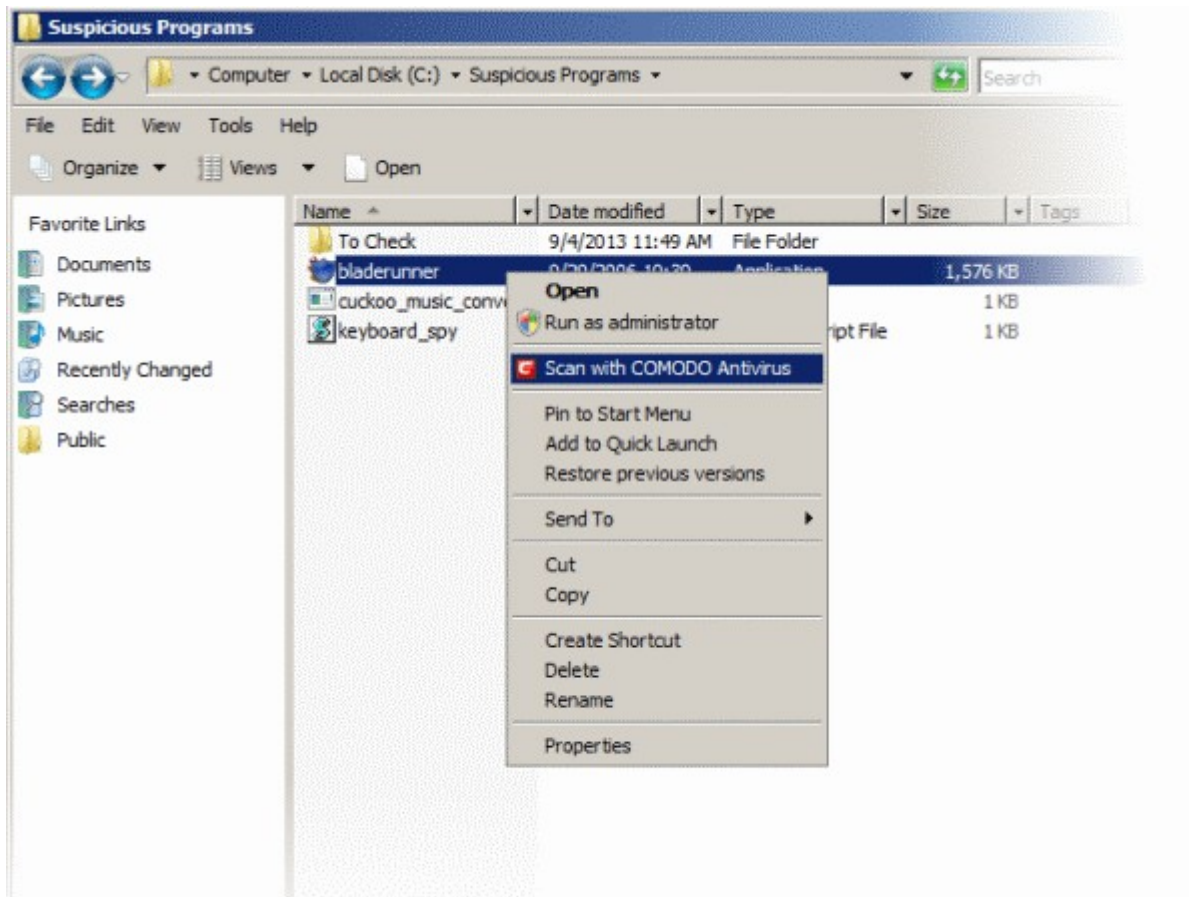 Suspicious Programs
Computer Local Disk (C:) Suspicious Programs Search
File Edit View Tools Help
Organize Views Open
Favorite Links
Documents
Pictures
Music
Recently Changed
Searches
Public
Name Date modified Type Size Tags
To Check 9/4/2013 11:49 AM File Folder
bladerunner Application 1,576 KB
1 KB
keyboard_spy 1 KB
Open
Run as administrator
Scan with COMODO Antivirus
Pin to Start Menu
Add to Quick Launch
Restore previous versions
Send To
Cut
Copy
Create Shortcut
Delete
Rename
Properties